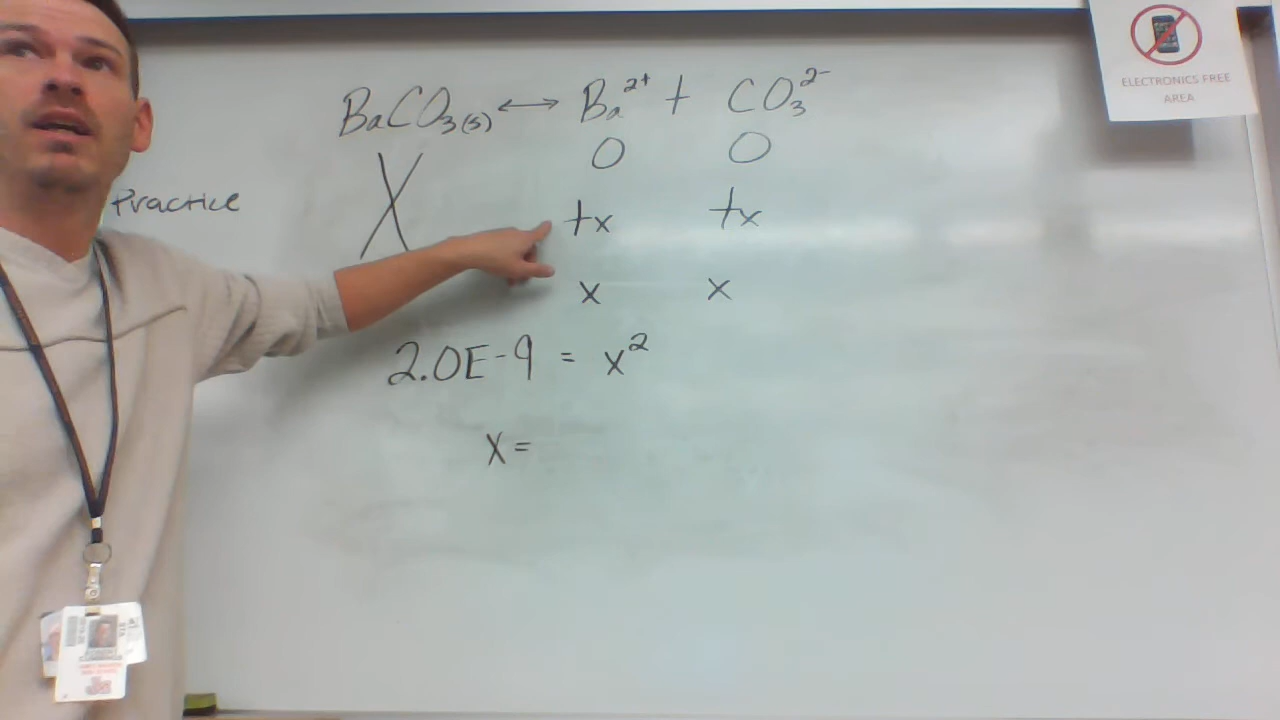 ELECTRONICS FREE
AREA
BaCO₃(s) ↔ Ba²⁺ + CO₃²⁻
X 0 0
Practice
+x +x
x x
2.0E-9 = x²
X =